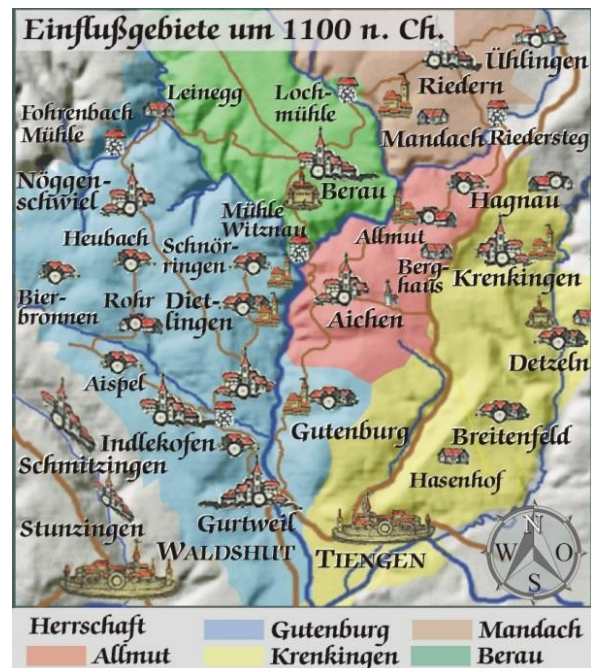 Einflußgebiete um 1100 n. Ch.
Leinegg
Loch-
mühle
Riedern
Ühlingen
Fohrenbach
Mühle
Mandach
Riedersteg
Nöggen-
schwiel
Berau
Hagnau
Mühle
Witznau
Allmut
Heubach
Schnör-
ringen
Berg-
haus
Krenkingen
Bier-
bronnen
Rohr
Diet-
lingen
Aichen
Detzeln
Aispel
Gutenburg
Breitenfeld
Indlekofen
Schmitzingen
Hasenhof
Stunzingen
Gurtweil
WALDSHUT
TIENGEN
N
W
O
S
Herrschaft
Gutenburg
Mandach
Allmut
Krenkingen
Berau